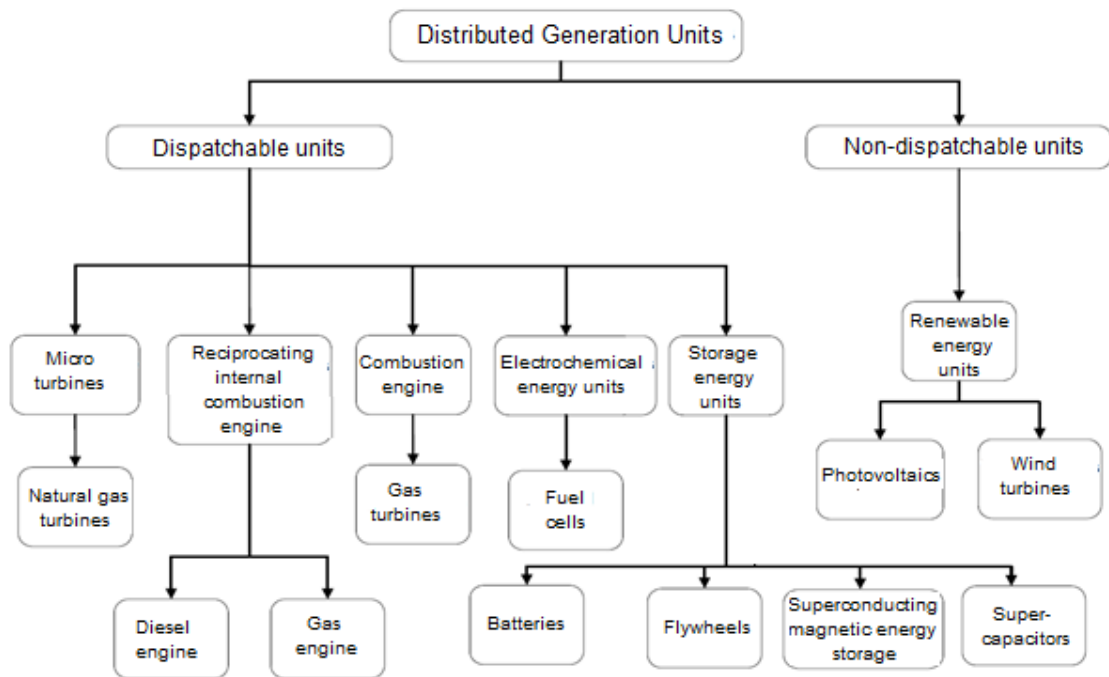 Distributed Generation Units
Dispatchable units
Non-dispatchable units
Micro
turbines
Reciprocating
internal
combustion
engine
Combustion
engine
Electrochemical
energy units
Storage
energy
units
Renewable
energy
units
Natural gas
turbines
Gas
turbines
Fuel
cells
Photovoltaics
Wind
turbines
Diesel
engine
Gas
engine
Batteries
Flywheels
Superconducting
magnetic energy
storage
Super-
capacitors